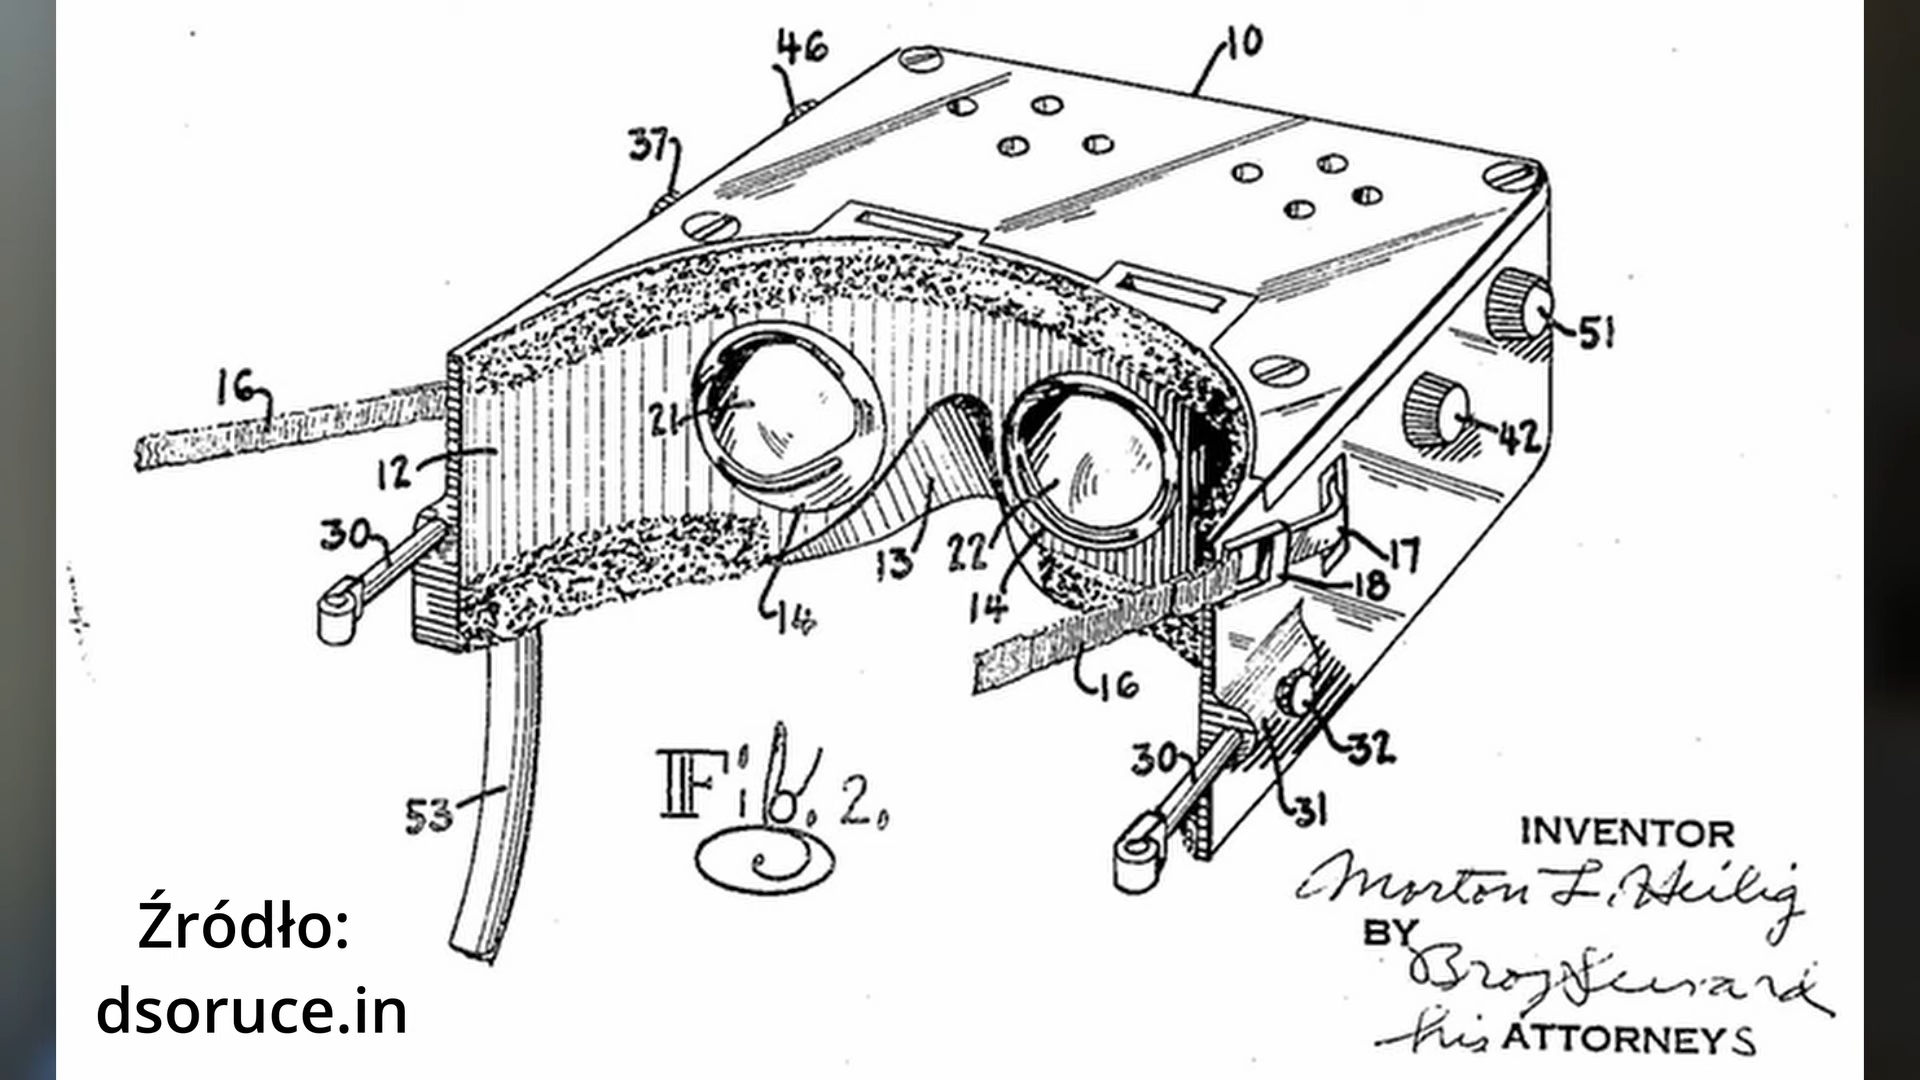 46
10
37
51
16
21
42
12
30
22
13
17
18
14
14
16
32
30
31
53
Fig. 2.
INVENTOR
Morton L. Heilig
BY
his ATTORNEYS
Źródło:
dsoruce.in